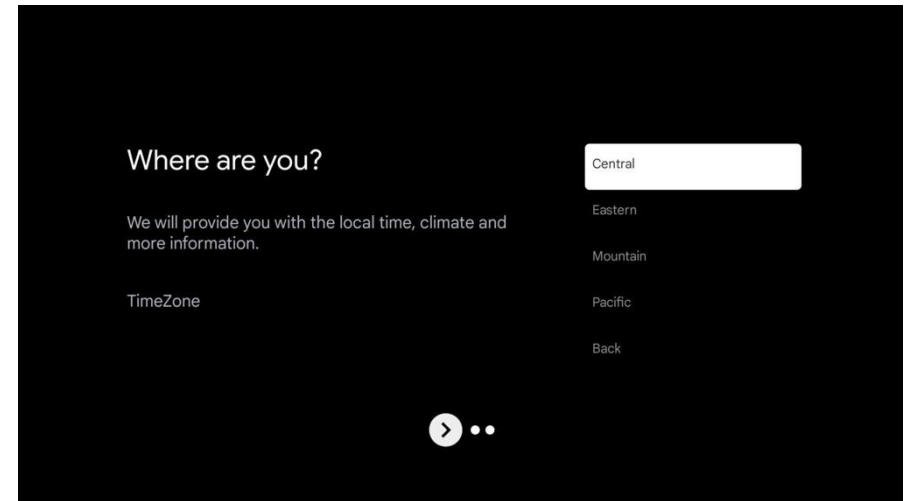 Where are you?
We will provide you with the local time, climate and
more information.
TimeZone
Central
Eastern
Mountain
Pacific
Back